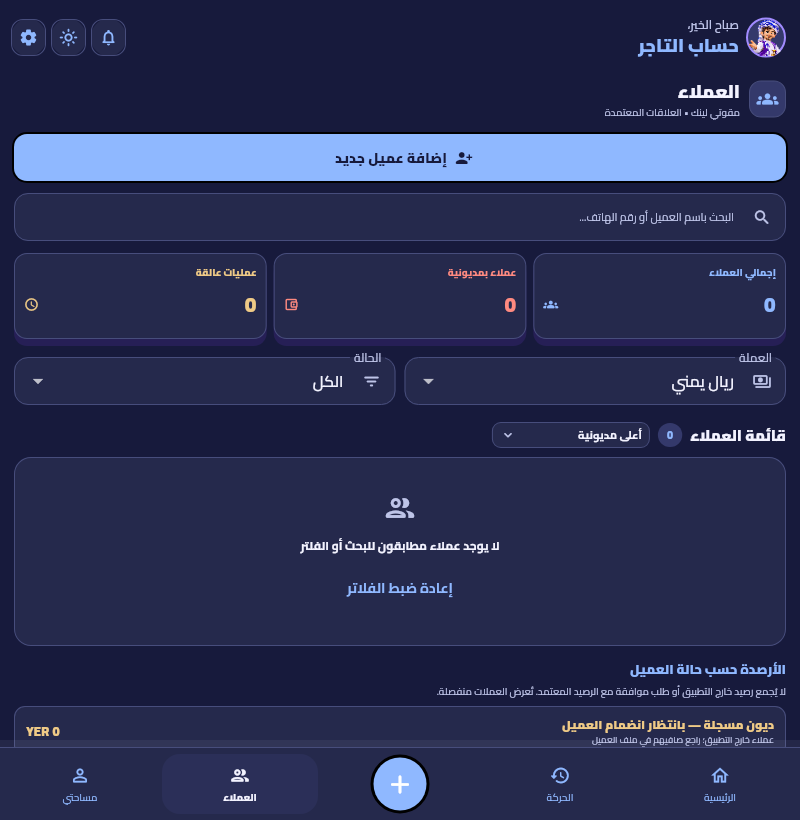 صباح الخير،
حساب التاجر
العملاء
مقوتي لينك • العلاقات المعتمدة
إضافة عميل جديد
البحث باسم العميل أو رقم الهاتف...
إجمالي العملاء
0
عملاء بمديونية
0
عمليات عالقة
0
العملة
ريال يمني
الحالة
الكل
قائمة العملاء
0
أعلى مديونية
لا يوجد عملاء مطابقون للبحث أو الفلتر
إعادة ضبط الفلاتر
الأرصدة حسب حالة العميل
لا يُجمع رصيد خارج التطبيق أو طلب موافقة مع الرصيد المعتمد. تُعرض العملات منفصلة.
ديون مسجلة — بانتظار انضمام العميل
YER 0
عملاء خارج التطبيق؛ راجع صافيهم في ملف العميل
الرئيسية
الحركة
العملاء
مساحتي